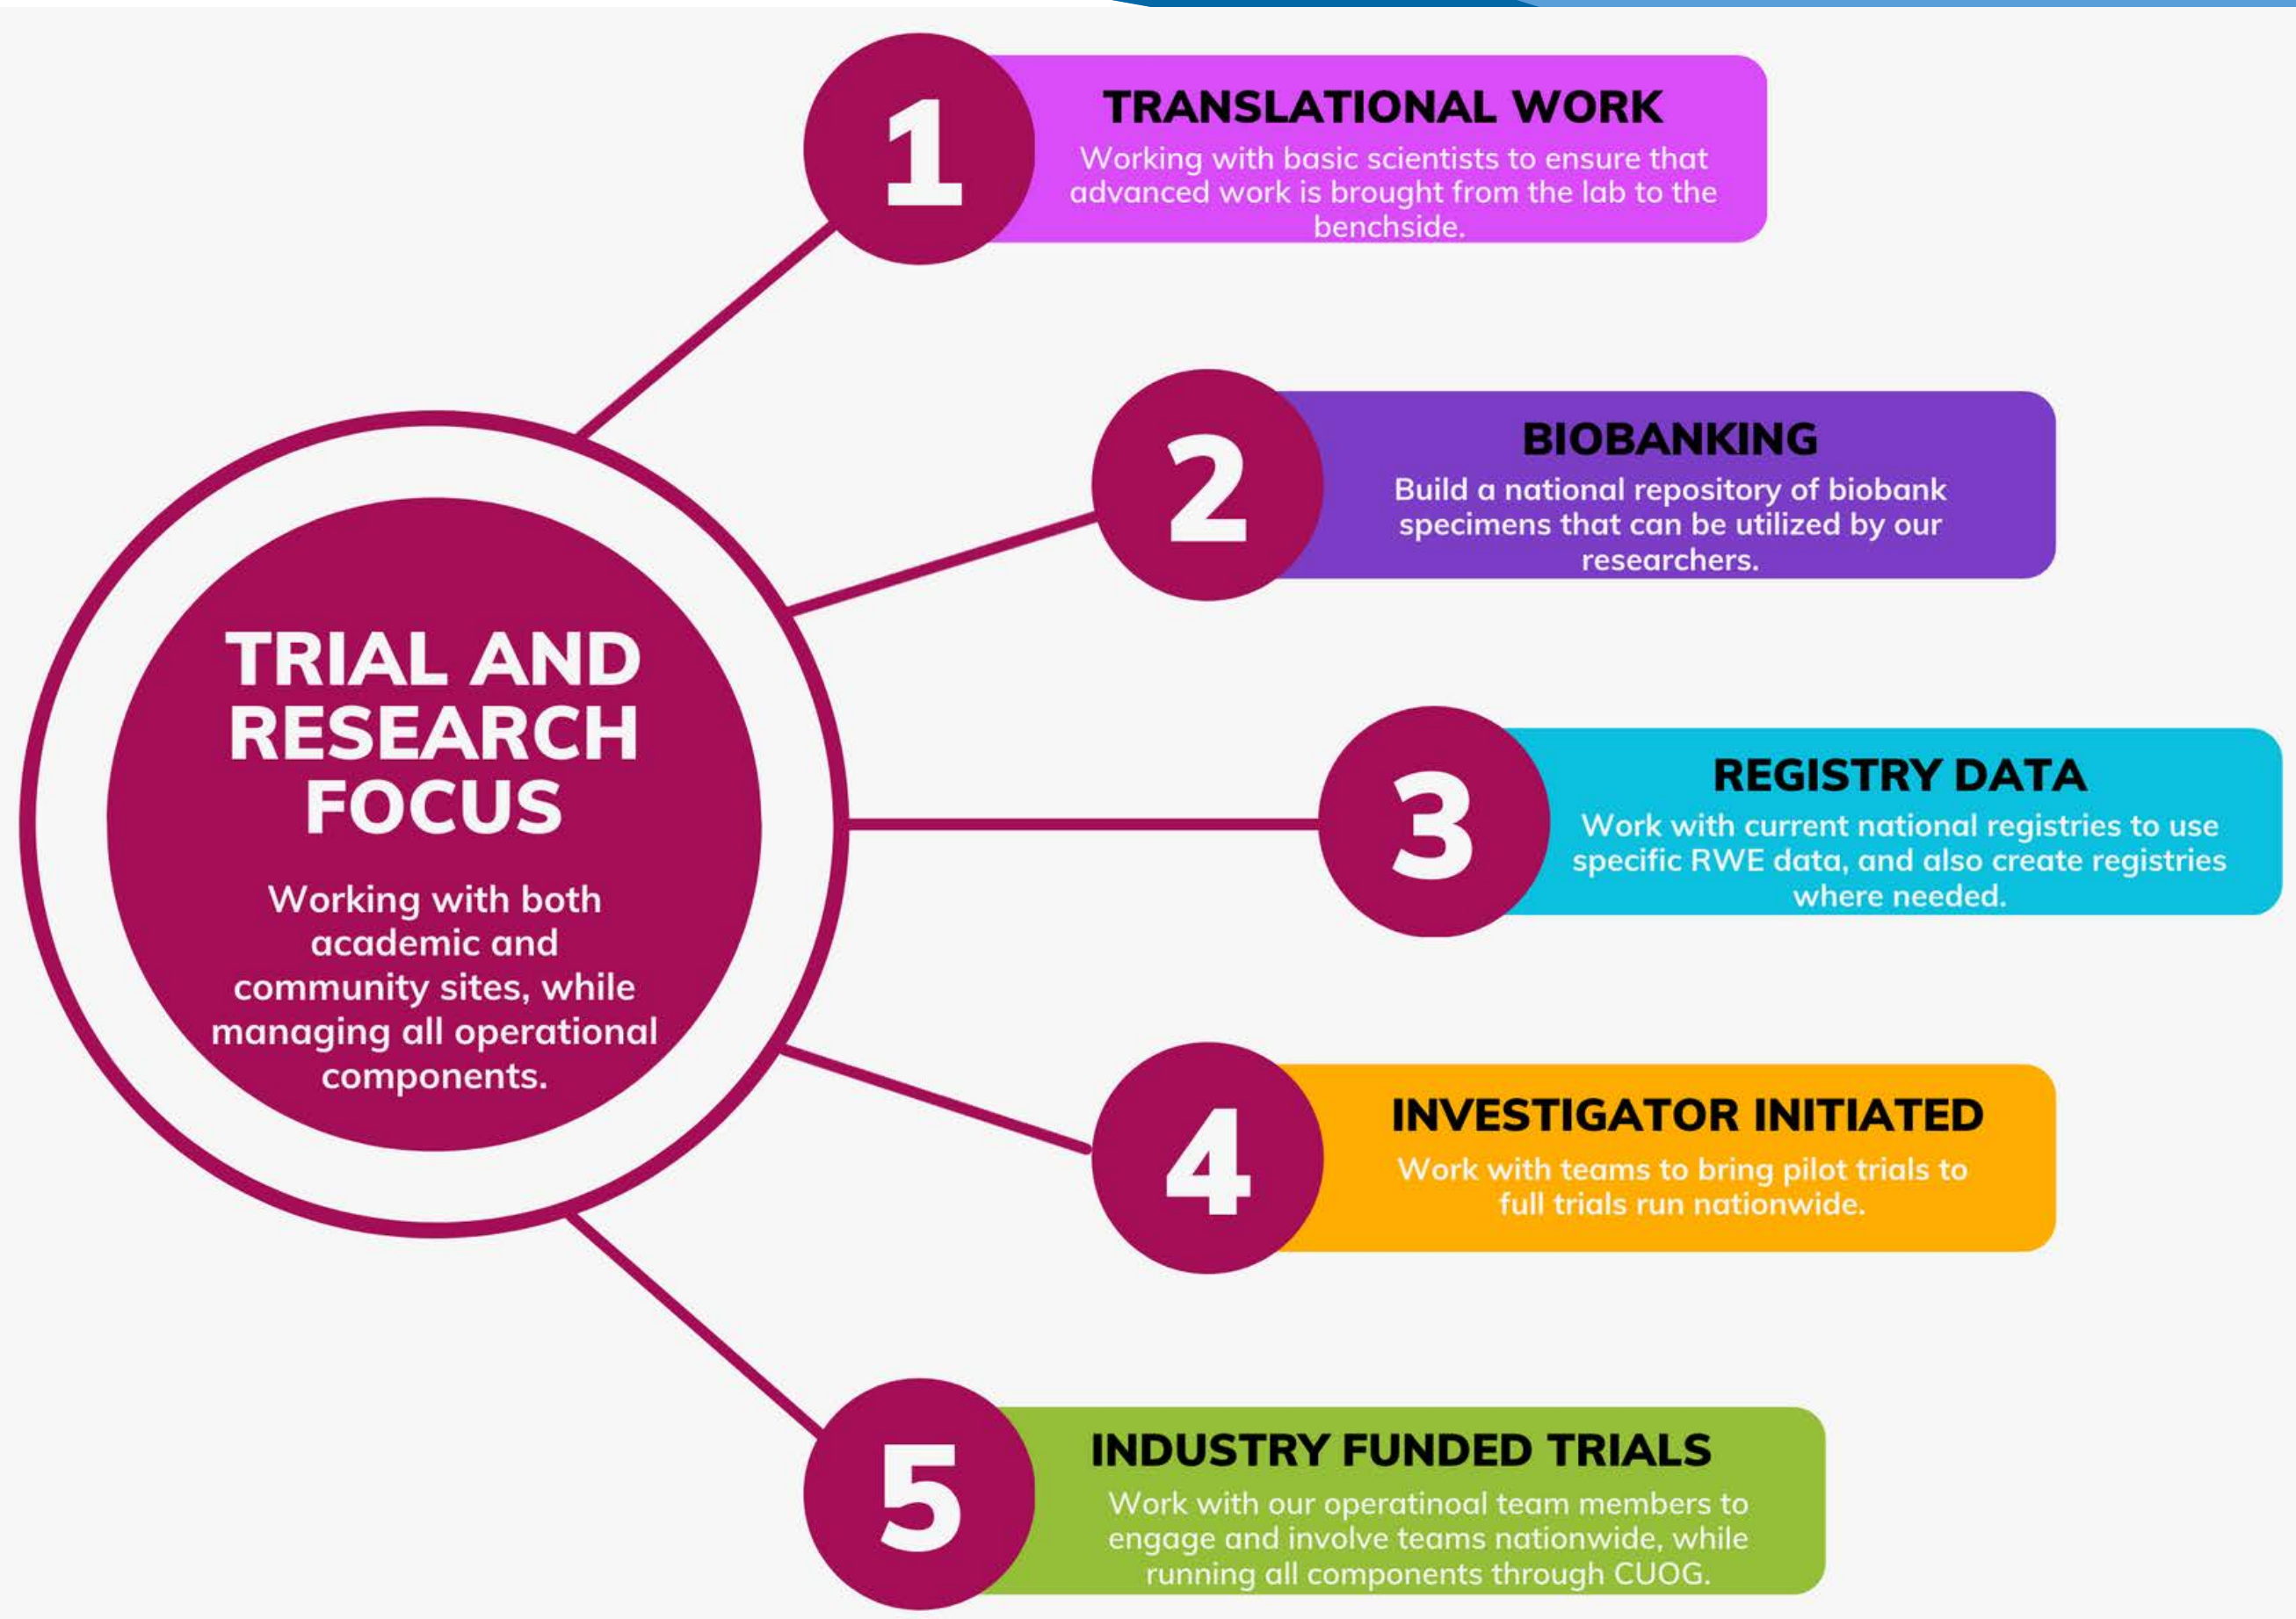 TRIAL AND
RESEARCH
FOCUS
Working with both
academic and
community sites, while
managing all operational
components.
1
TRANSLATIONAL WORK
Working with basic scientists to ensure that
advanced work is brought from the lab to the
benchside.
2
BIOBANKING
Build a national repository of biobank
specimens that can be utilized by our
researchers.
3
REGISTRY DATA
Work with current national registries to use
specific RWE data, and also create registries
where needed.
4
INVESTIGATOR INITIATED
Work with teams to bring pilot trials to
full trials run nationwide.
5
INDUSTRY FUNDED TRIALS
Work with our operatinoal team members to
engage and involve teams nationwide, while
running all components through CUOG.